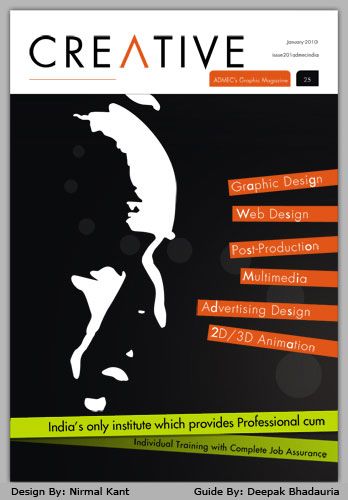 CREATIVE
January 2010
issue201admecindia
ADMEC's Graphic Magazine 25
Graphic Design
Web Design
Post-Production
Multimedia
Advertising Design
2D/3D Animation
India's only institute which provides Professional cum
Individual Training with Complete Job Assurance
Design By: Nirmal Kant Guide By: Deepak Bhadauria